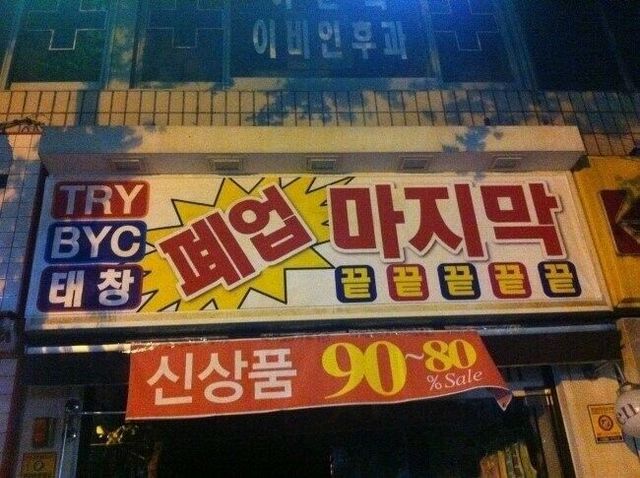 이비인후과
TRY
BYC
태창
폐업 마지막
끝 끝 끝 끝 끝
신상품 90~80 % Sale